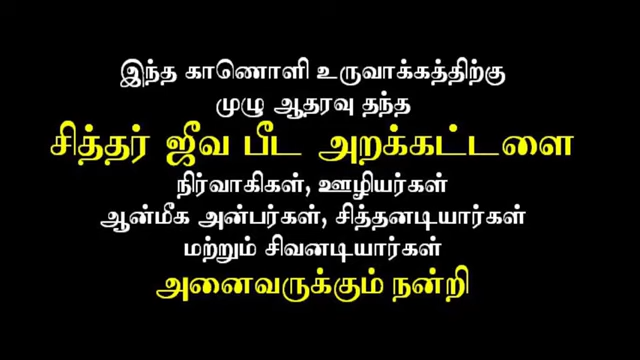 இந்த காணொளி உருவாக்கத்திற்கு
முழு ஆதரவு தந்த
சித்தர் ஜீவ பீட அறக்கட்டளை
நிர்வாகிகள், ஊழியர்கள்
ஆன்மீக அன்பர்கள், சித்தனடியார்கள்
மற்றும் சிவனடியார்கள்
அனைவருக்கும் நன்றி